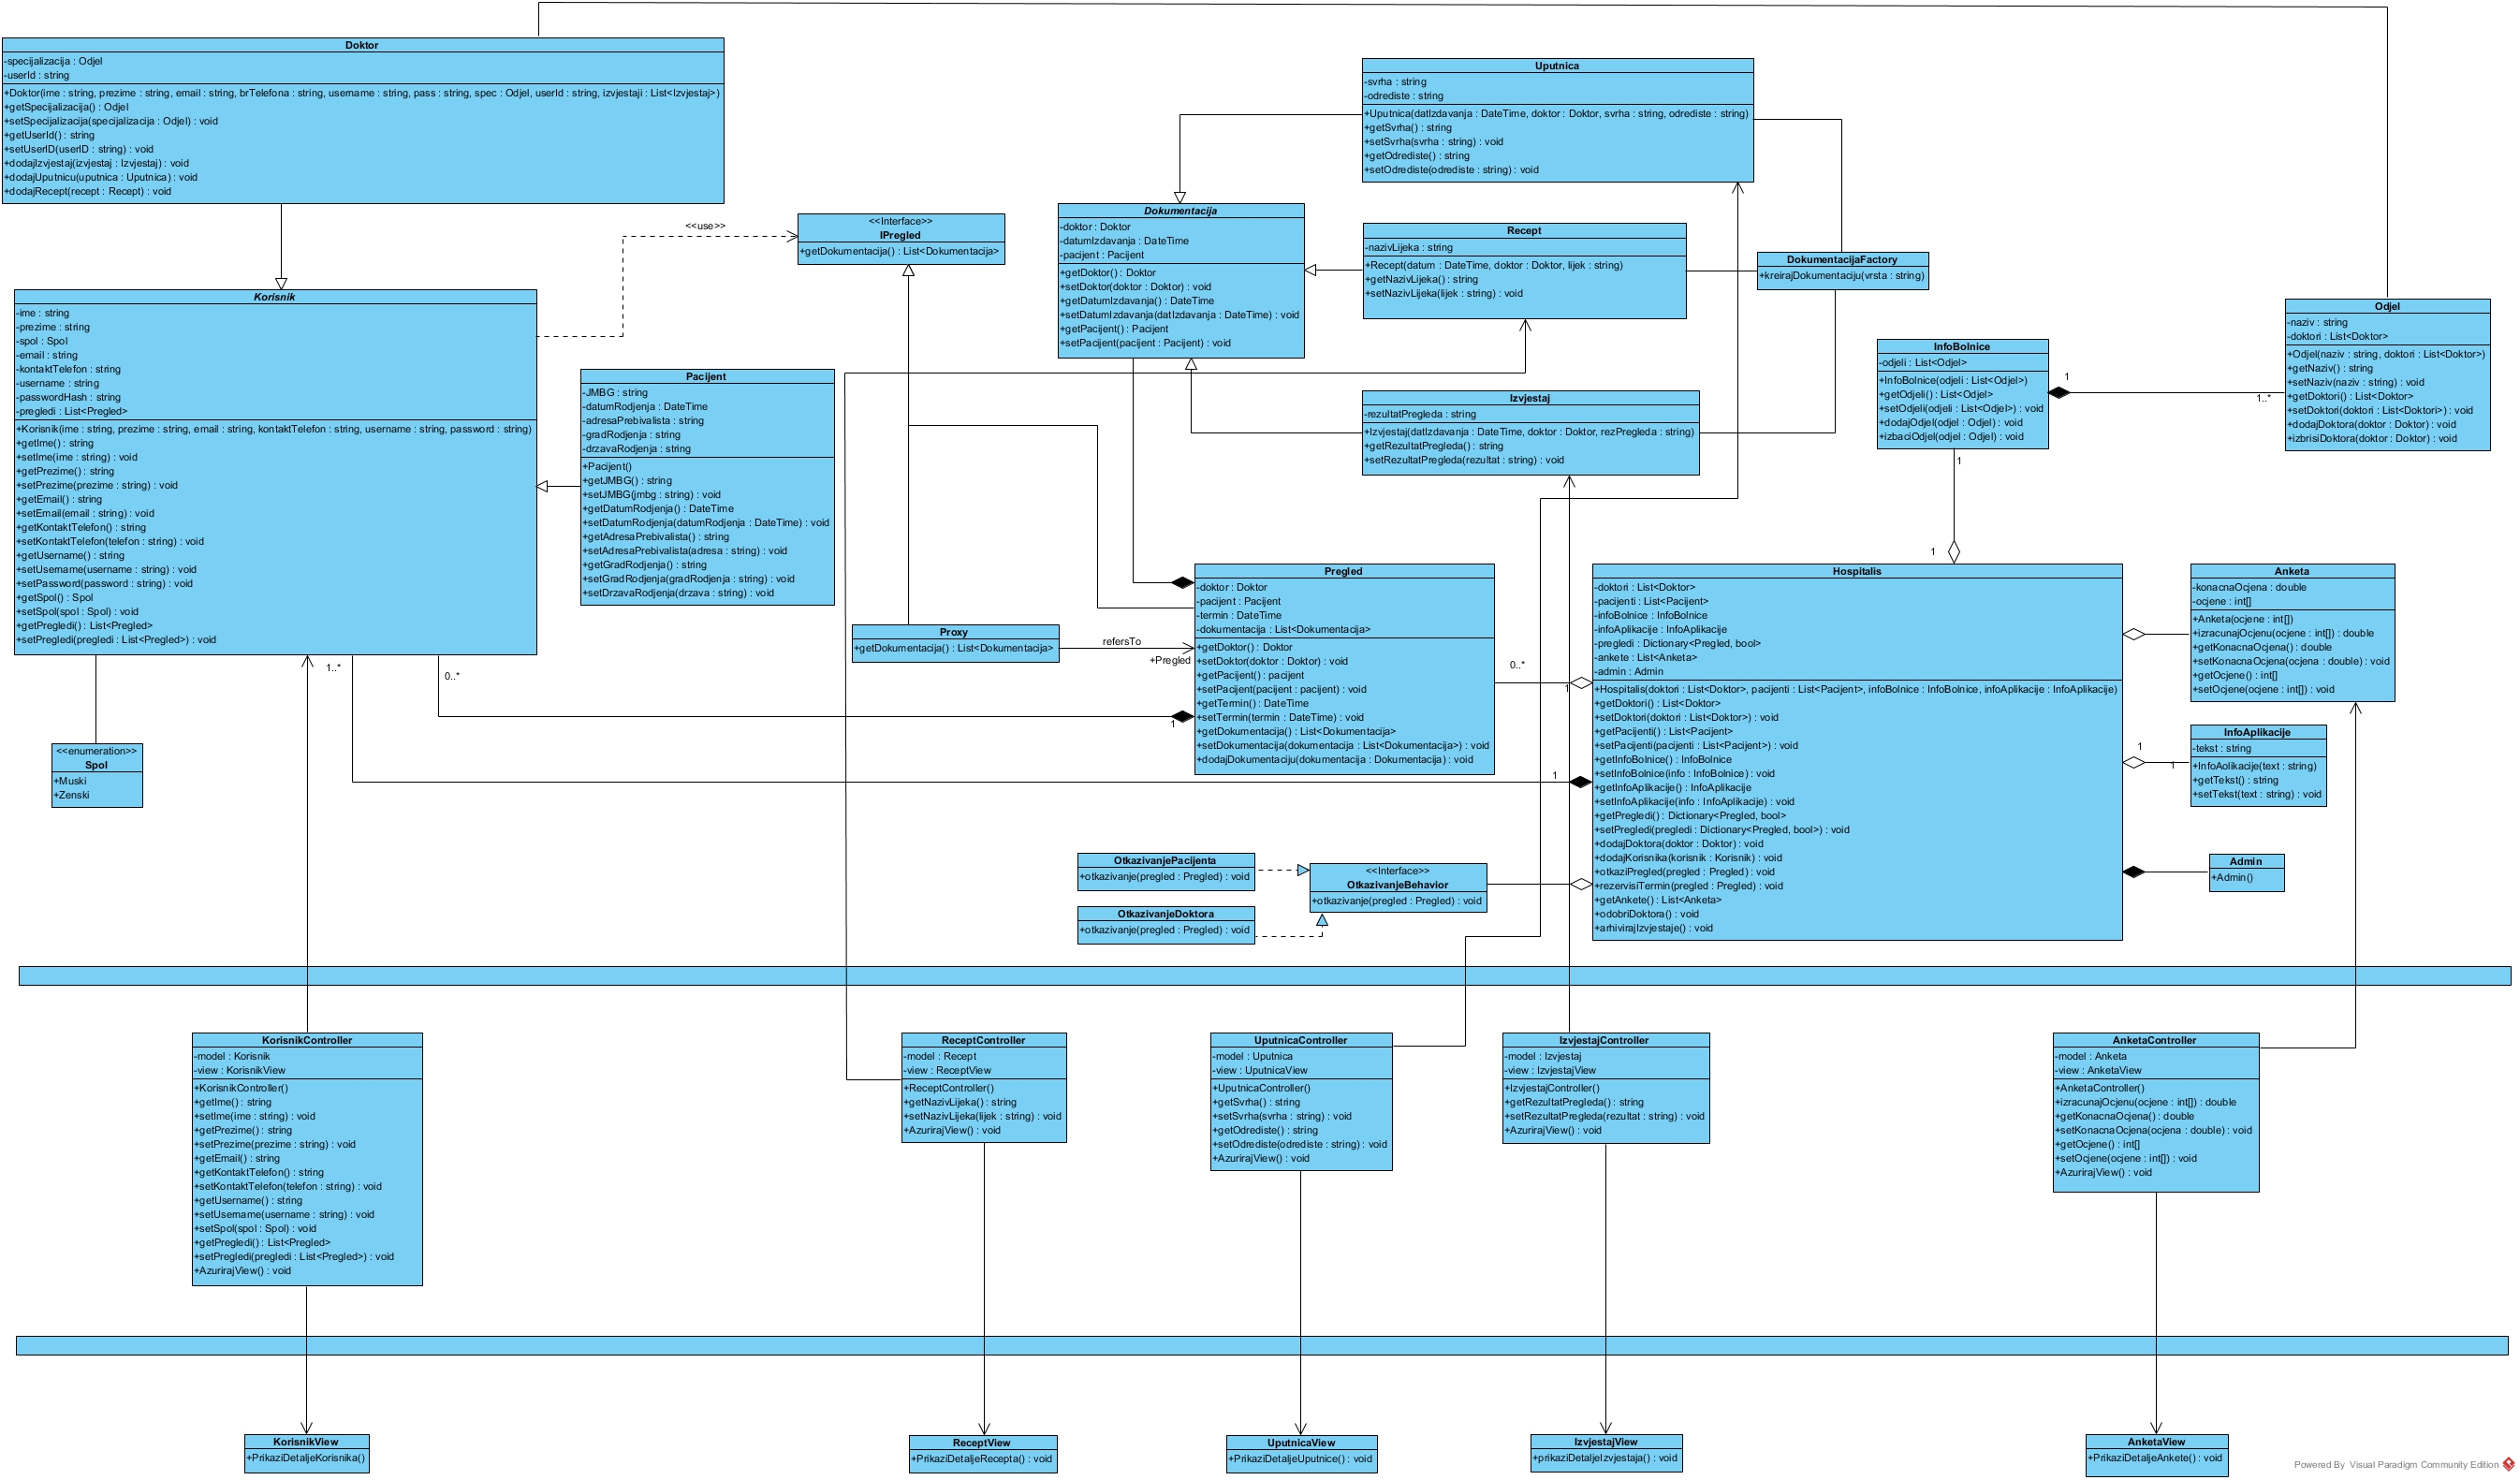 Doktor
-specijalizacija : Odjel
-userId : string
+Doktor(ime : string, prezime : string, email : string, brTelefona : string, username : string, pass : string, spec : Odjel, userId : string, izvjestaji : List<Izvjestaj>)
+getSpecijalizacija() : Odjel
+setSpecijalizacija(specijalizacija : Odjel) : void
+getUserId() : string
+setUserID(userID : string) : void
+dodajIzvjestaj(izvjestaj : Izvjestaj) : void
+dodajUputnicu(uputnica : Uputnica) : void
+dodajRecept(recept : Recept) : void
Uputnica
-svrha : string
-odrediste : string
+Uputnica(datIzdavanja : DateTime, doktor : Doktor, svrha : string, odrediste : string)
+getSvrha() : string
+setSvrha(svrha : string) : void
+getOdrediste() : string
+setOdrediste(odrediste : string) : void
<<use>>
<<Interface>>
IPregled
+getDokumentacija() : List<Dokumentacija>
Dokumentacija
-doktor : Doktor
-datumIzdavanja : DateTime
-pacijent : Pacijent
+getDoktor() : Doktor
+setDoktor(doktor : Doktor) : void
+getDatumIzdavanja() : DateTime
+setDatumIzdavanja(datIzdavanja : DateTime) : void
+getPacijent() : Pacijent
+setPacijent(pacijent : Pacijent) : void
Recept
-nazivLijeka : string
+Recept(datum : DateTime, doktor : Doktor, lijek : string)
+getNazivLijeka() : string
+setNazivLijeka(lijek : string) : void
DokumentacijaFactory
+kreirajDokumentaciju(vrsta : string)
Korisnik
-ime : string
-prezime : string
-spol : Spol
-email : string
-kontaktTelefon : string
-username : string
-passwordHash : string
-pregledi : List<Pregled>
+Korisnik(ime : string, prezime : string, email : string, kontaktTelefon : string, username : string, password : string)
+getIme() : string
+setIme(ime : string) : void
+getPrezime() : string
+setPrezime(prezime : string) : void
+getEmail() : string
+setEmail(email : string) : void
+getKontaktTelefon() : string
+setKontaktTelefon(telefon : string) : void
+getUsername() : string
+setUsername(username : string) : void
+setPassword(password : string) : void
+getSpol() : Spol
+setSpol(spol : Spol) : void
+getPregledi() : List<Pregled>
+setPregledi(pregledi : List<Pregled>) : void
Pacijent
-JMBG : string
-datumRodjenja : DateTime
-adresaPrebivalista : string
-gradRodjenja : string
-drzavaRodjenja : string
+Pacijent()
+getJMBG() : string
+setJMBG(jmbg : string) : void
+getDatumRodjenja() : DateTime
+setDatumRodjenja(datumRodjenja : DateTime) : void
+getAdresaPrebivalista() : string
+setAdresaPrebivalista(adresa : string) : void
+getGradRodjenja() : string
+setGradRodjenja(gradRodjenja : string) : void
+setDrzavaRodjenja(drzava : string) : void
Izvjestaj
-rezultatPregleda : string
+Izvjestaj(datIzdavanja : DateTime, doktor : Doktor, rezPregleda : string)
+getRezultatPregleda() : string
+setRezultatPregleda(rezultat : string) : void
InfoBolnice
-odjeli : List<Odjel>
+InfoBolnice(odjeli : List<Odjel>)
+getOdjeli() : List<Odjel>
+setOdjeli(odjeli : List<Odjel>) : void
+dodajOdjel(odjel : Odjel) : void
+izbaciOdjel(odjel : Odjel) : void
1
1..*
Odjel
-naziv : string
-doktori : List<Doktor>
+Odjel(naziv : string, doktori : List<Doktor>)
+getNaziv() : string
+setNaziv(naziv : string) : void
+getDoktori() : List<Doktor>
+setDoktori(doktori : List<Doktori>) : void
+dodajDoktora(doktor : Doktor) : void
+izbrisiDoktora(doktor : Doktor) : void
1
1
Proxy
+getDokumentacija() : List<Dokumentacija>
refersTo
+Pregled
Pregled
-doktor : Doktor
-pacijent : Pacijent
-termin : DateTime
-dokumentacija : List<Dokumentacija>
+getDoktor() : Doktor
+setDoktor(doktor : Doktor) : void
+getPacijent() : pacijent
+setPacijent(pacijent : pacijent) : void
+getTermin() : DateTime
+setTermin(termin : DateTime) : void
+getDokumentacija() : List<Dokumentacija>
+setDokumentacija(dokumentacija : List<Dokumentacija>) : void
+dodajDokumentaciju(dokumentacija : Dokumentacija) : void
0..*
1
Hospitalis
-doktori : List<Doktor>
-pacijenti : List<Pacijent>
-infoBolnice : InfoBolnice
-infoAplikacije : InfoAplikacije
-pregledi : Dictionary<Pregled, bool>
-ankete : List<Anketa>
-admin : Admin
+Hospitalis(doktori : List<Doktor>, pacijenti : List<Pacijent>, infoBolnice : InfoBolnice, infoAplikacije : InfoAplikacije)
+getDoktori() : List<Doktor>
+setDoktori(doktori : List<Doktor>) : void
+getPacijenti() : List<Pacijent>
+setPacijenti(pacijenti : List<Pacijent>) : void
+getInfoBolnice() : InfoBolnice
+setInfoBolnice(info : InfoBolnice) : void
+getInfoAplikacije() : InfoAplikacije
+setInfoAplikacije(info : InfoAplikacije) : void
+getPregledi() : Dictionary<Pregled, bool>
+setPregledi(pregledi : Dictionary<Pregled, bool>) : void
+dodajDoktora(doktor : Doktor) : void
+dodajKorisnika(korisnik : Korisnik) : void
+otkaziPregled(pregled : Pregled) : void
+rezervisiTermin(pregled : Pregled) : void
+getAnkete() : List<Anketa>
+odobriDoktora() : void
+arhivirajIzvjestaje() : void
Anketa
-konacnaOcjena : double
-ocjene : int[]
+Anketa(ocjene : int[])
+izracunajOcjenu(ocjene : int[]) : double
+getKonacnaOcjena() : double
+setKonacnaOcjena(ocjena : double) : void
+getOcjene() : int[]
+setOcjene(ocjene : int[]) : void
1..*
0..*
1
1
1
1
InfoAplikacije
-tekst : string
+InfoAolikacije(text : string)
+getTekst() : string
+setTekst(text : string) : void
<<enumeration>>
Spol
+Muski
+Zenski
OtkazivanjePacijenta
+otkazivanje(pregled : Pregled) : void
OtkazivanjeDoktora
+otkazivanje(pregled : Pregled) : void
<<Interface>>
OtkazivanjeBehavior
+otkazivanje(pregled : Pregled) : void
Admin
+Admin()
KorisnikController
-model : Korisnik
-view : KorisnikView
+KorisnikController()
+getIme() : string
+setIme(ime : string) : void
+getPrezime() : string
+setPrezime(prezime : string) : void
+getEmail() : string
+getKontaktTelefon() : string
+setKontaktTelefon(telefon : string) : void
+getUsername() : string
+setUsername(username : string) : void
+setSpol(spol : Spol) : void
+getPregledi() : List<Pregled>
+setPregledi(pregledi : List<Pregled>) : void
+AzurirajView() : void
ReceptController
-model : Recept
-view : ReceptView
+ReceptController()
+getNazivLijeka() : string
+setNazivLijeka(lijek : string) : void
+AzurirajView() : void
UputnicaController
-model : Uputnica
-view : UputnicaView
+UputnicaController()
+getSvrha() : string
+setSvrha(svrha : string) : void
+getOdrediste() : string
+setOdrediste(odrediste : string) : void
+AzurirajView() : void
IzvjestajController
-model : Izvjestaj
-view : IzvjestajView
+IzvjestajController()
+getRezultatPregleda() : string
+setRezultatPregleda(rezultat : string) : void
+AzurirajView() : void
AnketaController
-model : Anketa
-view : AnketaView
+AnketaController()
+izracunajOcjenu(ocjene : int[]) : double
+getKonacnaOcjena() : double
+setKonacnaOcjena(ocjena : double) : void
+getOcjene() : int[]
+setOcjene(ocjene : int[]) : void
+AzurirajView() : void
KorisnikView
+PrikaziDetaljeKorisnika()
ReceptView
+PrikaziDetaljeRecepta() : void
UputnicaView
+PrikaziDetaljeUputnice() : void
IzvjestajView
+prikaziDetaljeIzvjestaja() : void
AnketaView
+PrikaziDetaljeAnkete() : void
Powered By Visual Paradigm Community Edition